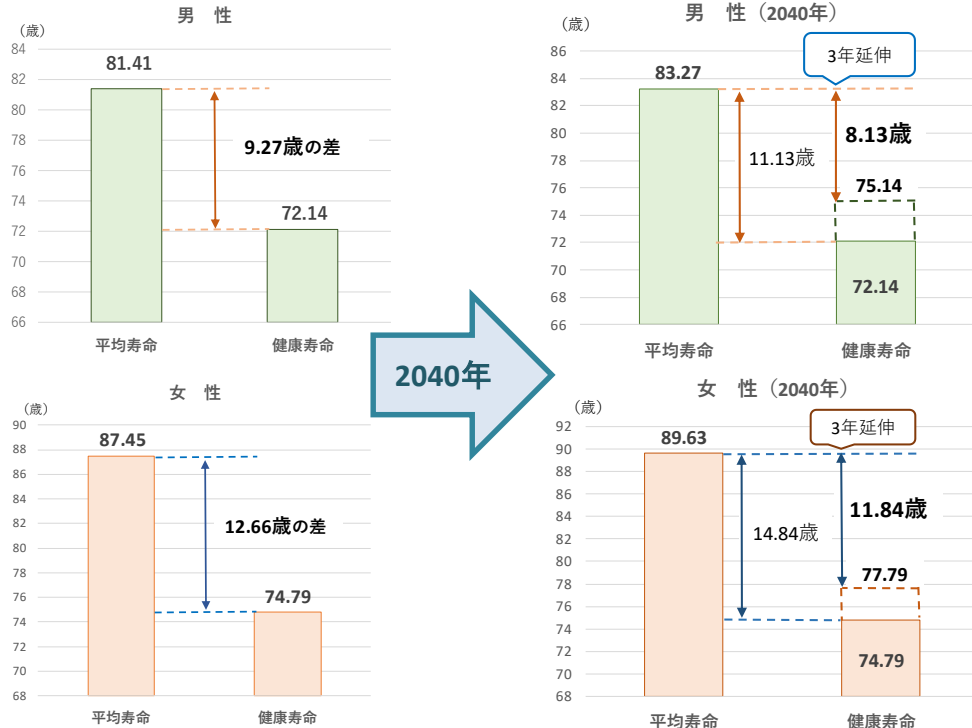 男 性
（歳）
84
82
80
78
76
74
72
70
68
66
81.41
9.27歳の差
72.14
平均寿命
健康寿命
男 性（2040年）
（歳）
86
84
82
80
78
76
74
72
70
68
66
3年延伸
83.27
8.13歳
11.13歳
75.14
72.14
平均寿命
健康寿命
2040年
女 性
（歳）
90
88
86
84
82
80
78
76
74
72
70
68
87.45
12.66歳の差
74.79
平均寿命
健康寿命
女 性（2040年）
（歳）
92
90
88
86
84
82
80
78
76
74
72
70
68
3年延伸
89.63
11.84歳
14.84歳
77.79
74.79
平均寿命
健康寿命